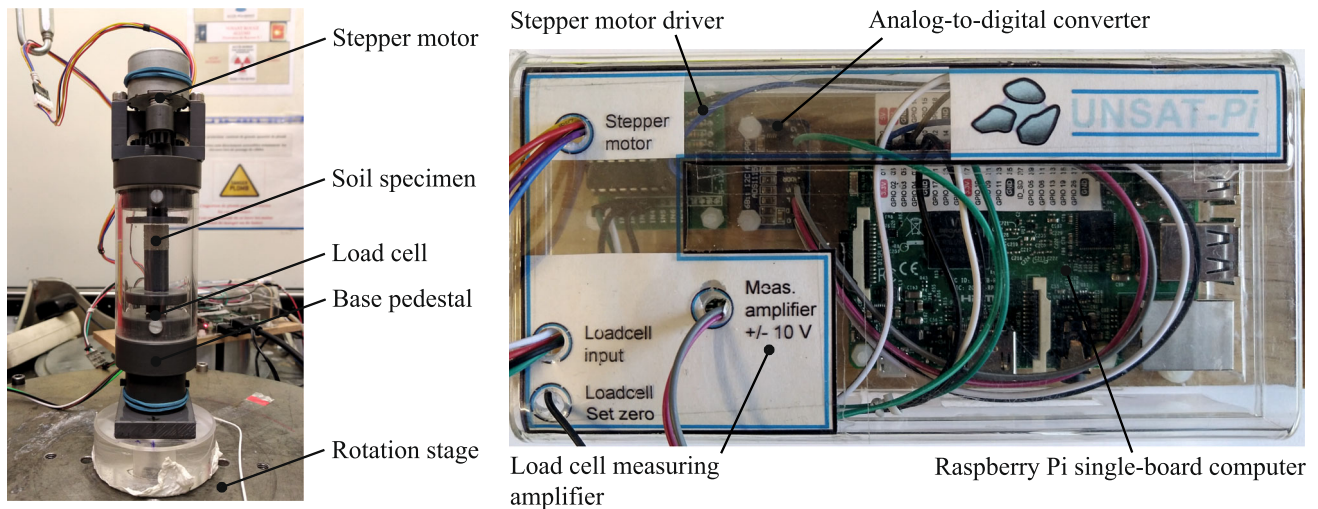 Stepper motor
Soil specimen
Load cell
Base pedestal
Rotation stage
Stepper motor driver
Analog-to-digital converter
Stepper
motor
UNSAT-Pi
Meas.
amplifier
+/- 10 V
Loadcell
input
Loadcell
Set zero
Load cell measuring
amplifier
Raspberry Pi single-board computer